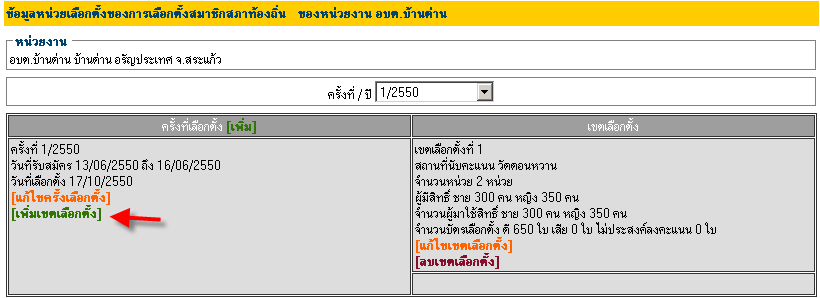 ข้อมูลหน่วยเลือกตั้งของการเลือกตั้งสมาชิกสภาท้องถิ่น ของหน่วยงาน อบต.บ้านด่าน
หน่วยงาน
อบต.บ้านด่าน บ้านด่าน อรัญประเทศ จ.สระแก้ว
ครั้งที่ / ปี 1/2550
ครั้งที่เลือกตั้ง [เพิ่ม]
ครั้งที่ 1/2550
วันที่รับสมัคร 13/06/2550 ถึง 16/06/2550
วันที่เลือกตั้ง 17/10/2550
[แก้ไขครั้งเลือกตั้ง]
[เพิ่มเขตเลือกตั้ง]
เขตเลือกตั้ง
เขตเลือกตั้งที่ 1
สถานที่นับคะแนน วัดดอนหวาน
จำนวนหน่วย 2 หน่วย
ผู้มีสิทธิ์ ชาย 300 คน หญิง 350 คน
จำนวนผู้มาใช้สิทธิ์ ชาย 300 คน หญิง 350 คน
จำนวนบัตรเลือกตั้ง ดี 650 ใบ เสีย 0 ใบ ไม่ประสงค์ลงคะแนน 0 ใบ
[แก้ไขเขตเลือกตั้ง]
[ลบเขตเลือกตั้ง]